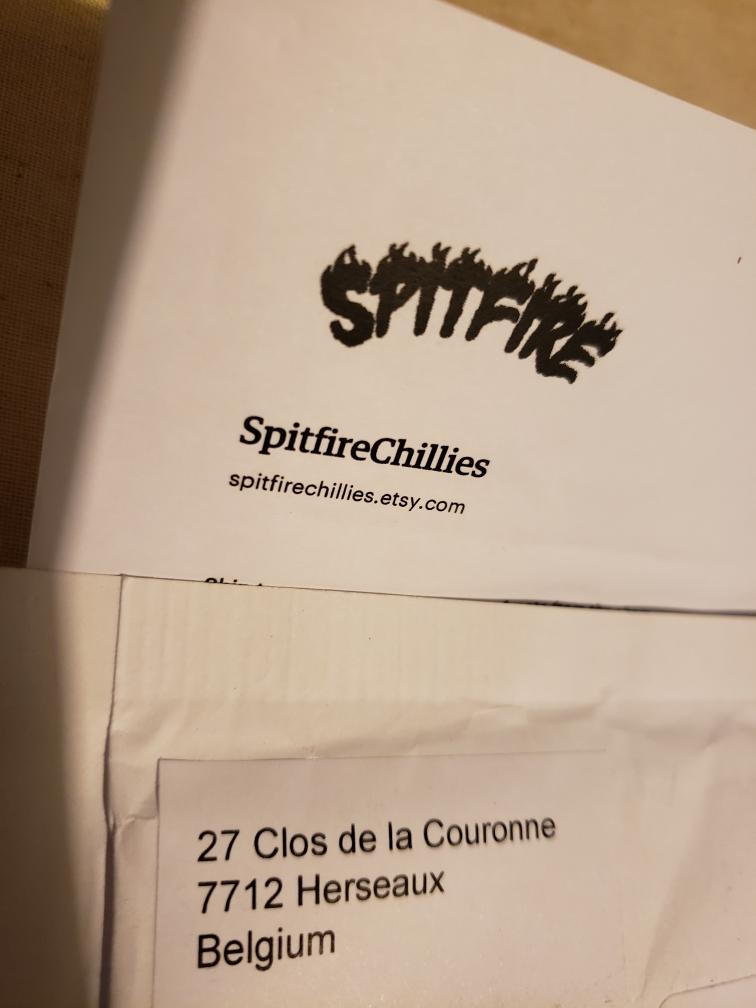 SPITFIRE
SpitfireChillies
spitfirechillies.etsy.com
27 Clos de la Couronne
7712 Herseaux
Belgium